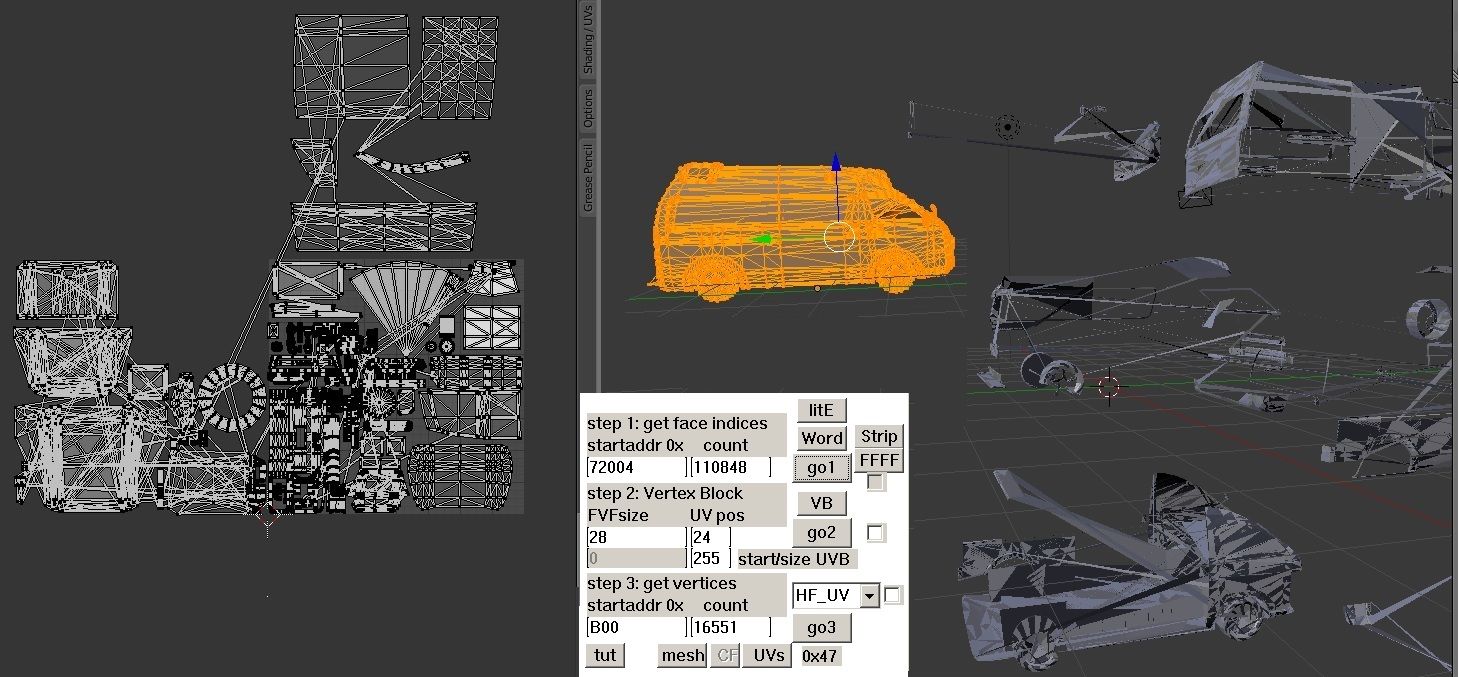 Shading / UVs
Options
Grease Pencil
litE
step 1: get face indices
startaddr 0x count
Word
Strip
72004 110848
go1
FFFF
step 2: Vertex Block
VB
FVFsize UV pos
28 24
go2
0 255 start/size UVB
step 3: get vertices
HF_UV
startaddr 0x count
B00 16551
go3
tut mesh CF UVs 0x47